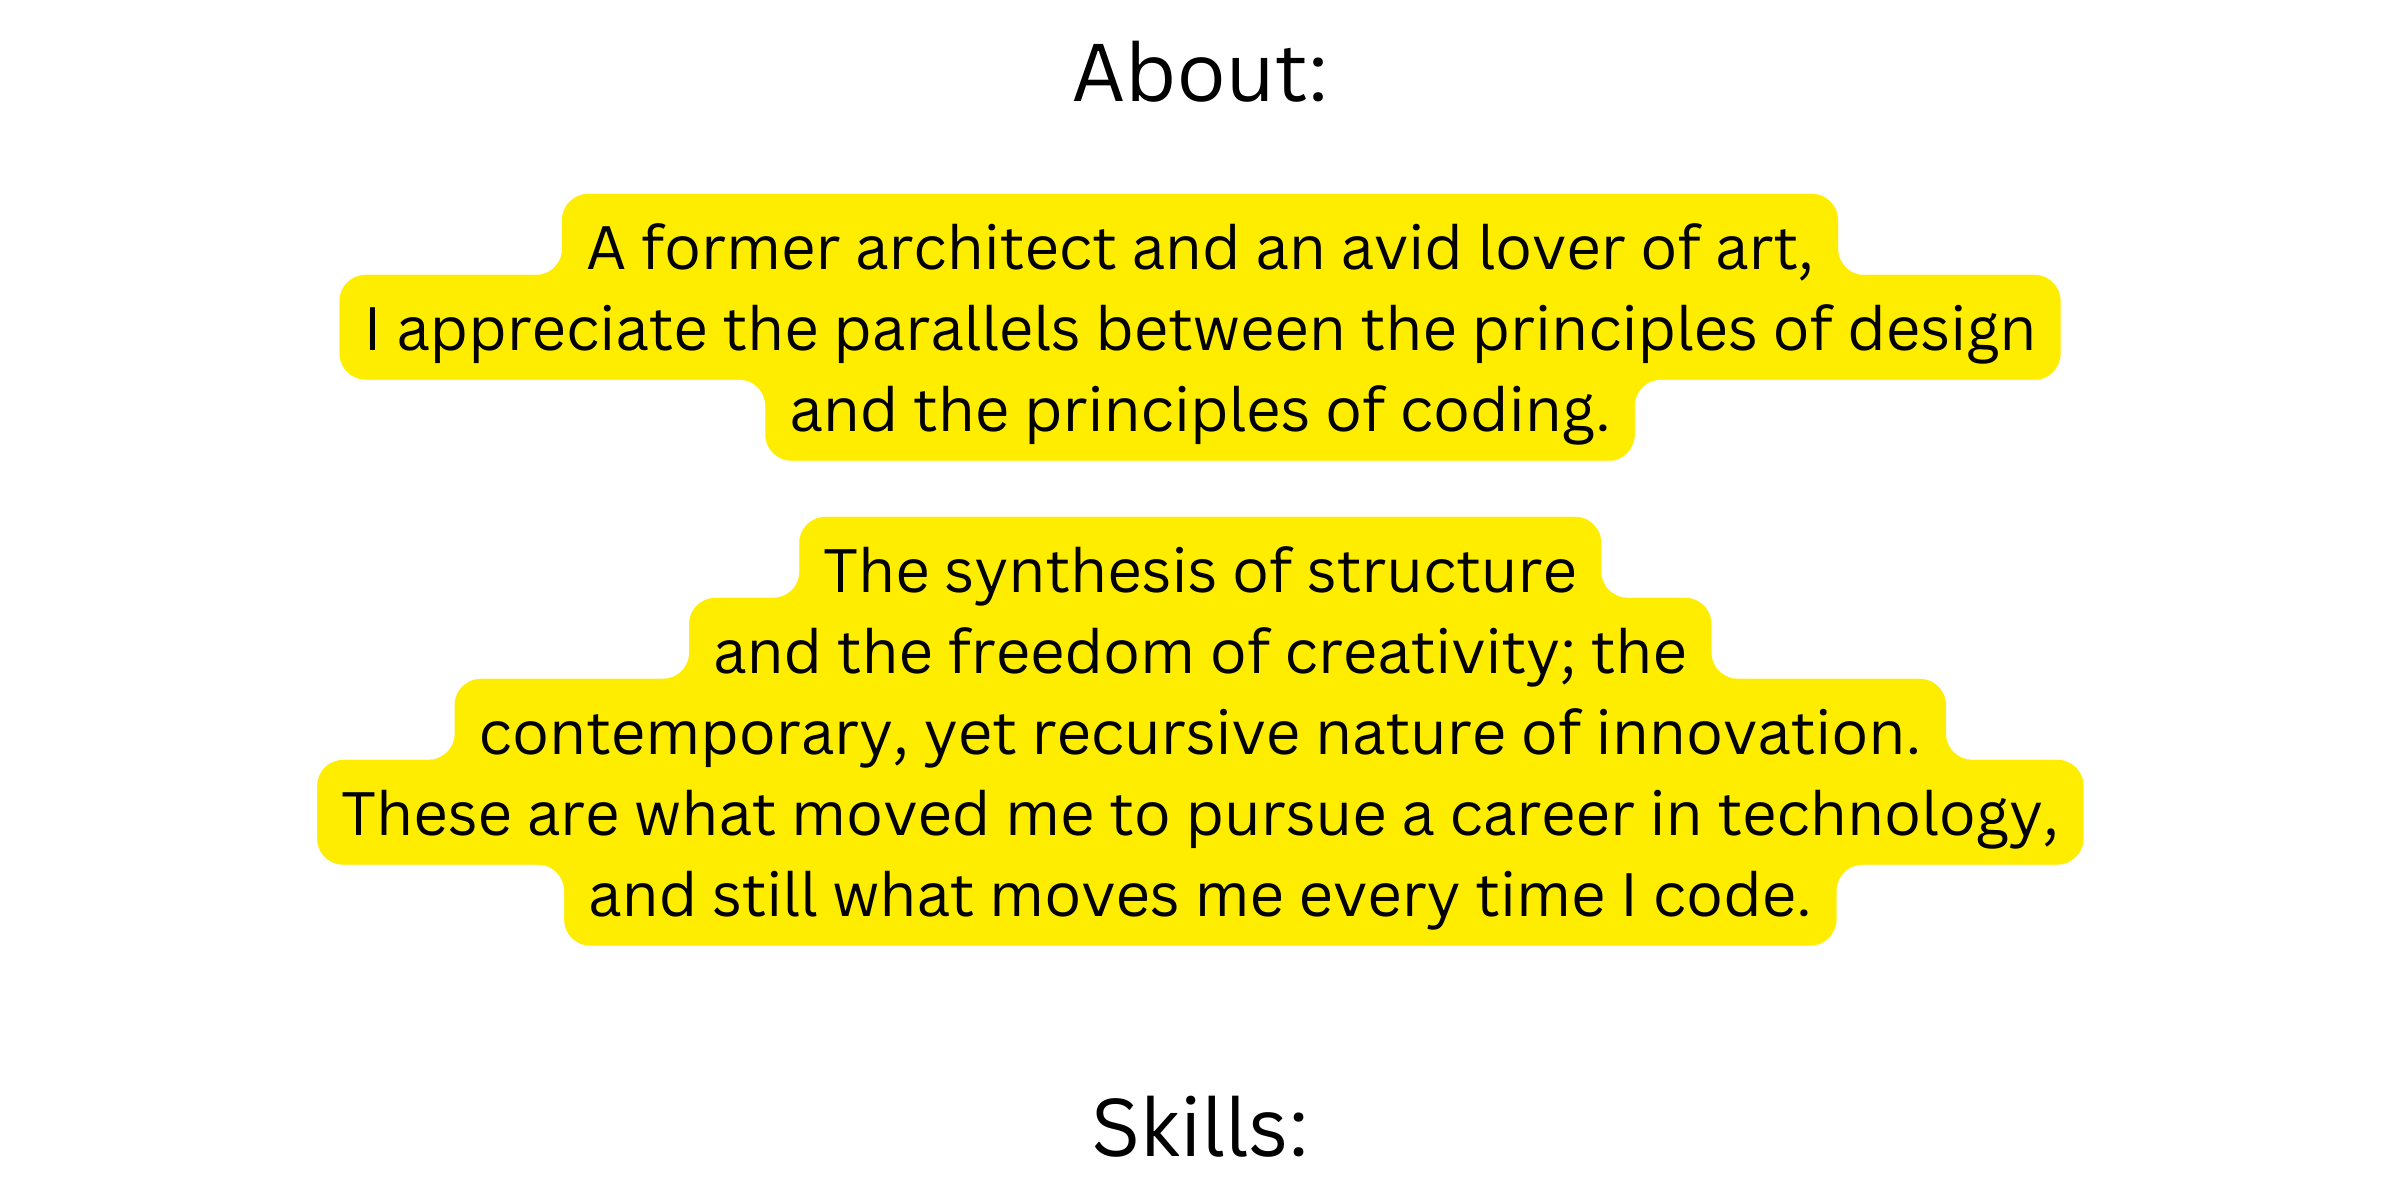 About:
A former architect and an avid lover of art,
I appreciate the parallels between the principles of design
and the principles of coding.
The synthesis of structure
and the freedom of creativity; the
contemporary, yet recursive nature of innovation.
These are what moved me to pursue a career in technology,
and still what moves me every time I code.
Skills: